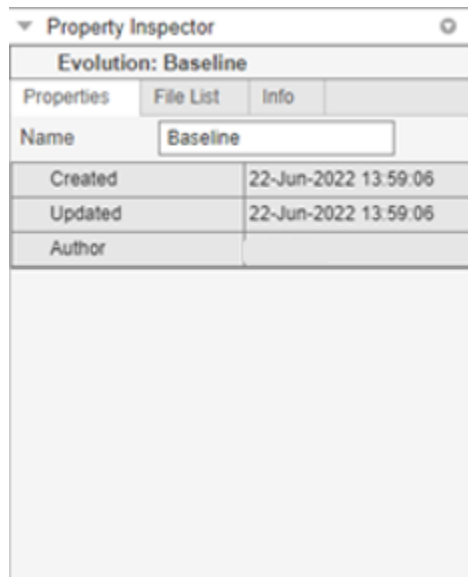 Property Inspector
Evolution: Baseline
Properties File List Info
Name Baseline
Created 22-Jun-2022 13:59:06
Updated 22-Jun-2022 13:59:06
Author